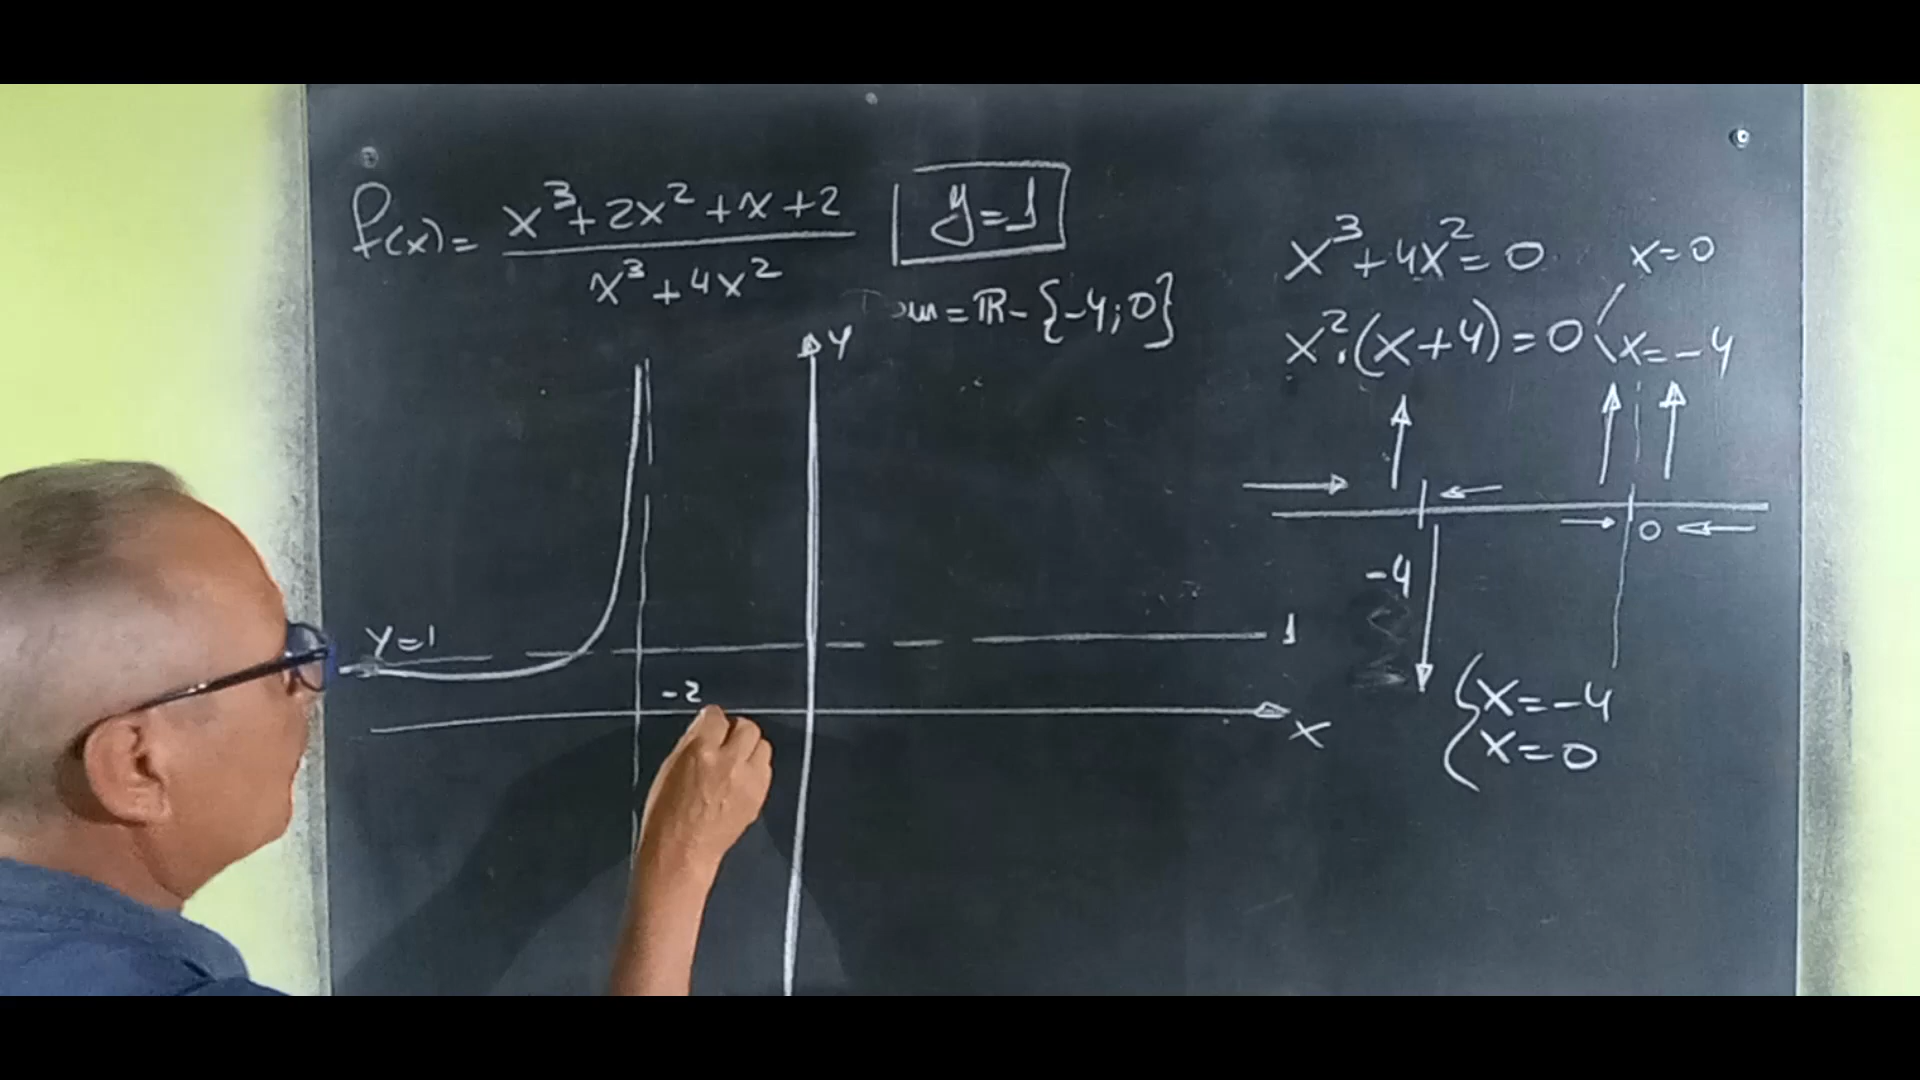 f(x) = x³+2x²+x+2 / x³+4x²
y=1
= ℝ-{-4;0}
x³+4x²=0
x²·(x+4)=0
x=0
x=-4
y
y=1
1
-2
x
-4
0
{x=-4
x=0